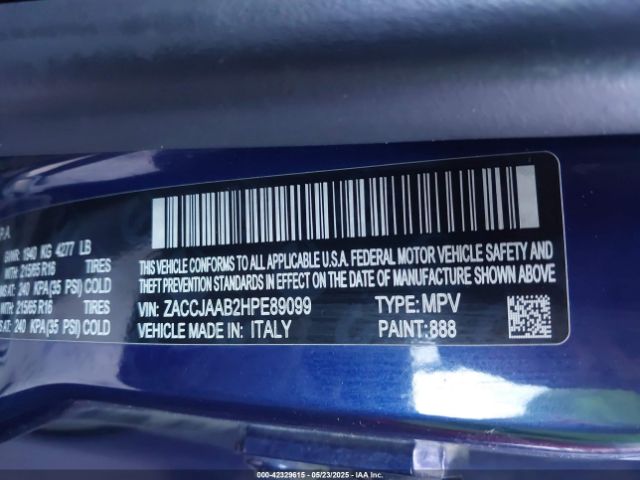 P.A
GVWR: 1940 KG 4277 LB
WITH: 215/65 R16 TIRES
AS AT: 240 KPA(35 PSI) COLD
WITH: 215/65 R16 TIRES
AS AT: 240 KPA(35 PSI) COLD
THIS VEHICLE CONFORMS TO ALL APPLICABLE U.S.A. FEDERAL MOTOR VEHICLE SAFETY AND
THEFT PREVENTION STANDARDS IN EFFECT ON THE DATE OF MANUFACTURE SHOWN ABOVE.
VIN: ZACCJAAB2HPE89099 TYPE: MPV
VEHICLE MADE IN: ITALY PAINT: 888
000-42329615 - 05/23/2025 - IAA Inc.